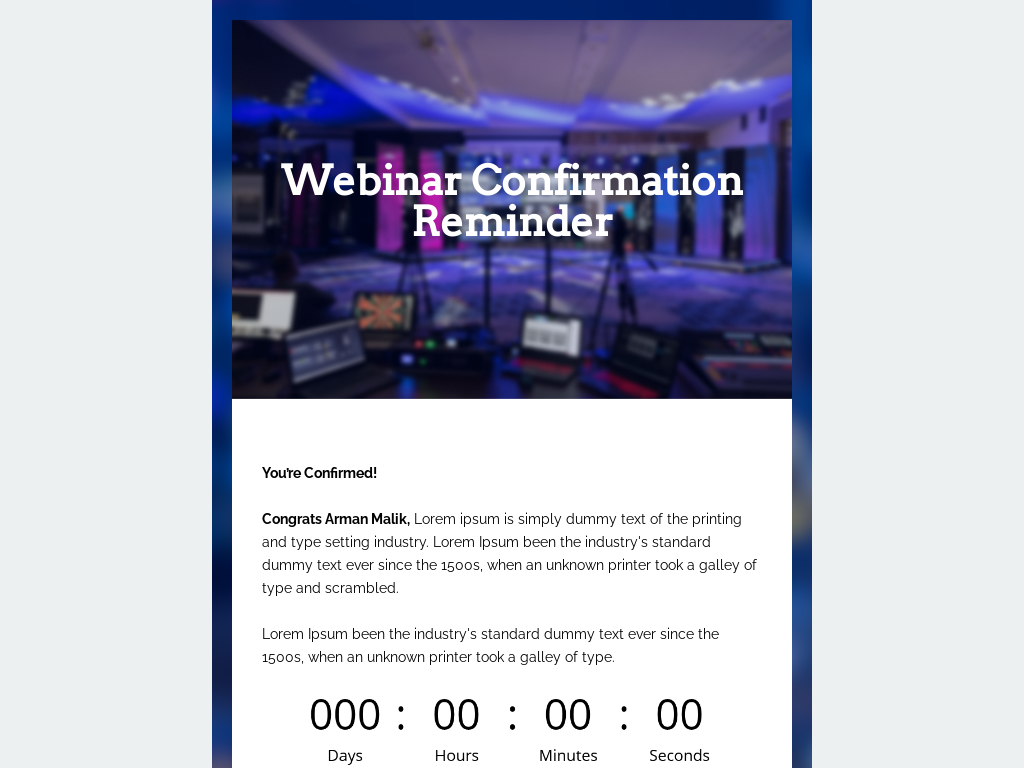 Webinar Confirmation
Reminder
You're Confirmed!
Congrats Arman Malik, Lorem ipsum is simply dummy text of the printing
and type setting industry. Lorem Ipsum been the industry's standard
dummy text ever since the 1500s, when an unknown printer took a galley of
type and scrambled.
Lorem Ipsum been the industry's standard dummy text ever since the
1500s, when an unknown printer took a galley of type.
000 : 00 : 00 : 00
Days Hours Minutes Seconds